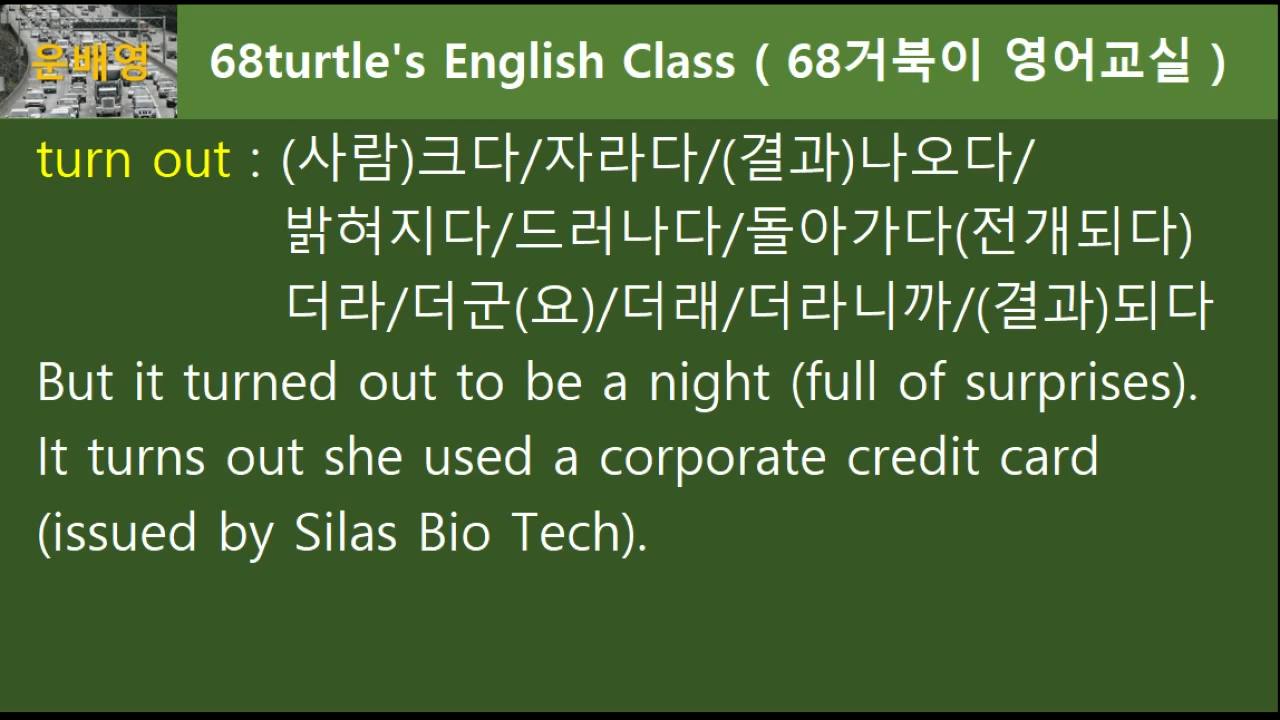 운배영
68turtle's English Class ( 68거북이 영어교실 )
turn out : (사람)크다/자라다/(결과)나오다/
밝혀지다/드러나다/돌아가다(전개되다)
더라/더군(요)/더래/더라니까/(결과)되다
But it turned out to be a night (full of surprises).
It turns out she used a corporate credit card
(issued by Silas Bio Tech).